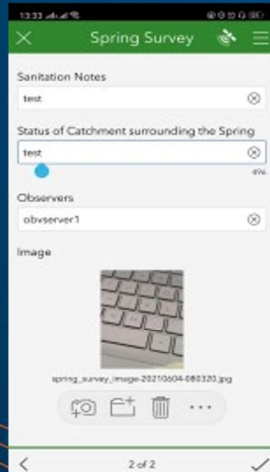 13:33
Spring Survey
Sanitation Notes
test
Status of Catchment surrounding the Spring
test
496
Observers
obvserver1
Image
spring_survey_image-20210604-080320.jpg
2 of 2